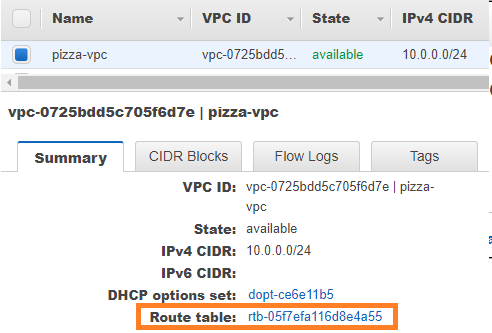 Name VPC ID State IPv4 CIDR
pizza-vpc vpc-0725bdd5... available 10.0.0.0/24
vpc-0725bdd5c705f6d7e | pizza-vpc
Summary CIDR Blocks Flow Logs Tags
VPC ID: vpc-0725bdd5c705f6d7e | pizza-
vpc
State: available
IPv4 CIDR: 10.0.0.0/24
IPv6 CIDR:
DHCP options set: dopt-ce6e11b5
Route table: rtb-05f7efa116d8e4a55